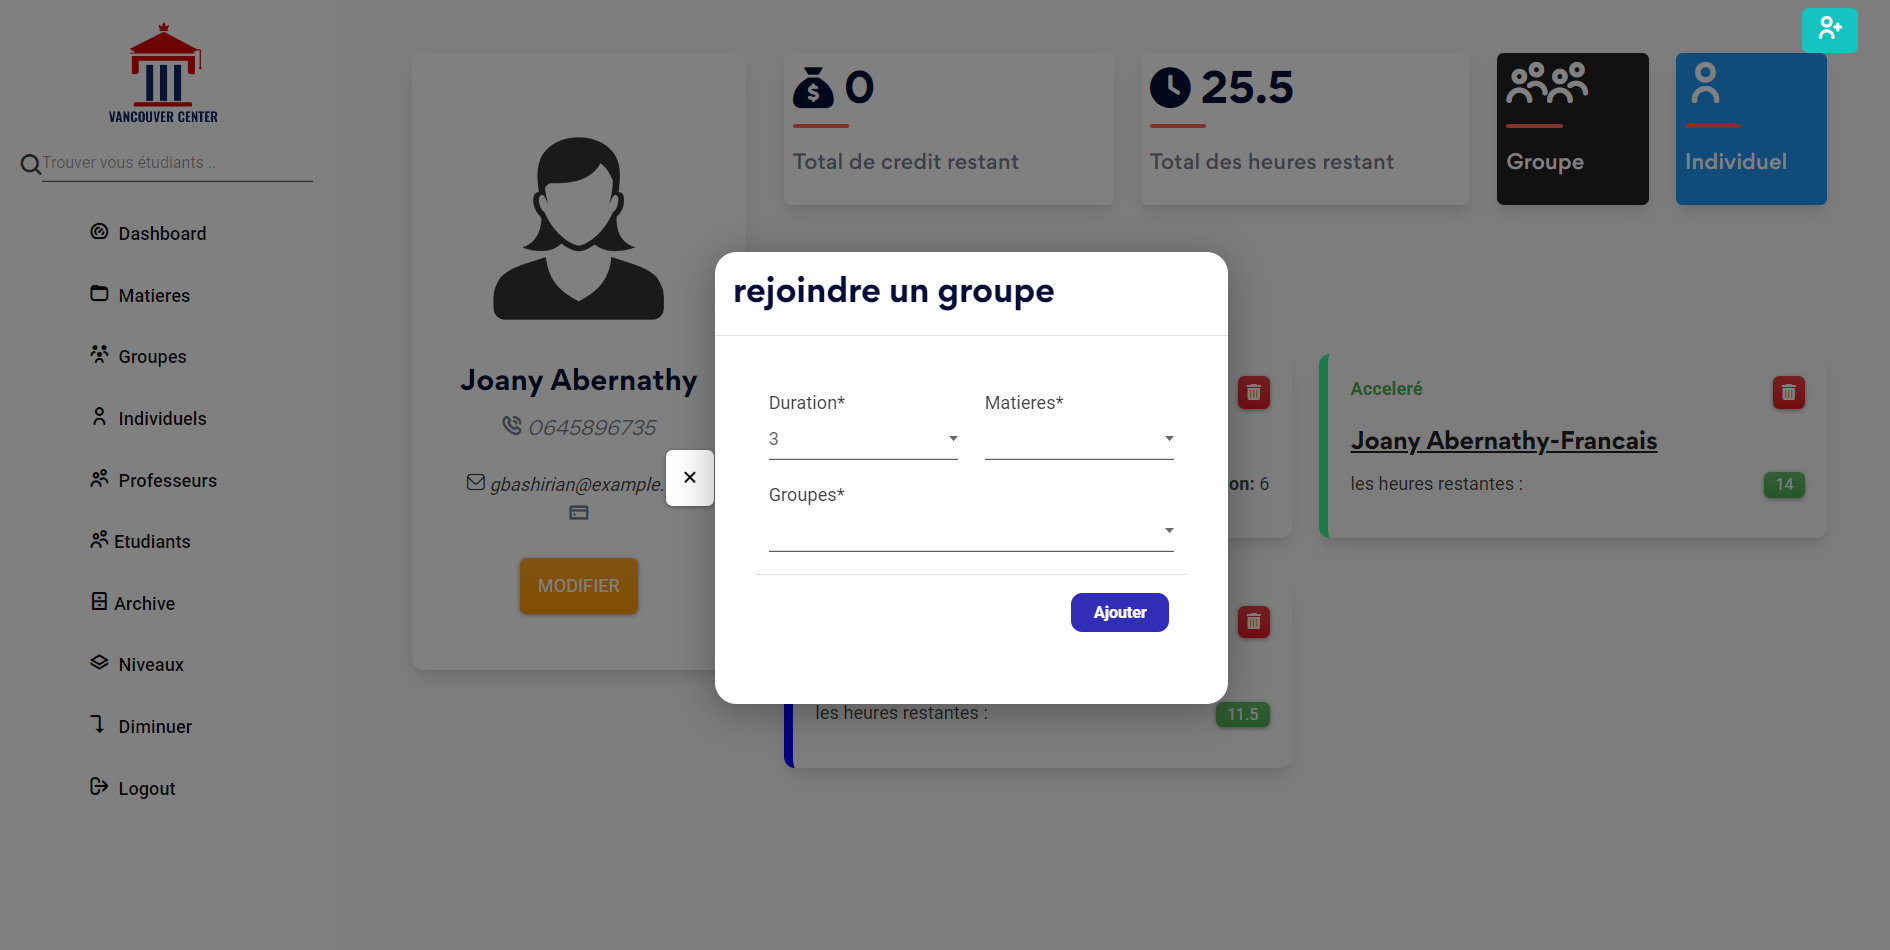 VANCOUVER CENTER
Trouver vous étudiants ..
Dashboard
Matieres
Groupes
Individuels
Professeurs
Etudiants
Archive
Niveaux
Diminuer
Logout
Joany Abernathy
0645896735
gbashirian@example.
MODIFIER
0
Total de credit restant
25.5
Total des heures restant
Groupe
Individuel
rejoindre un groupe
Duration*
Matieres*
3
Groupes*
Ajouter
on: 6
Acceleré
Joany Abernathy-Francais
les heures restantes :
14
les heures restantes :
11.5